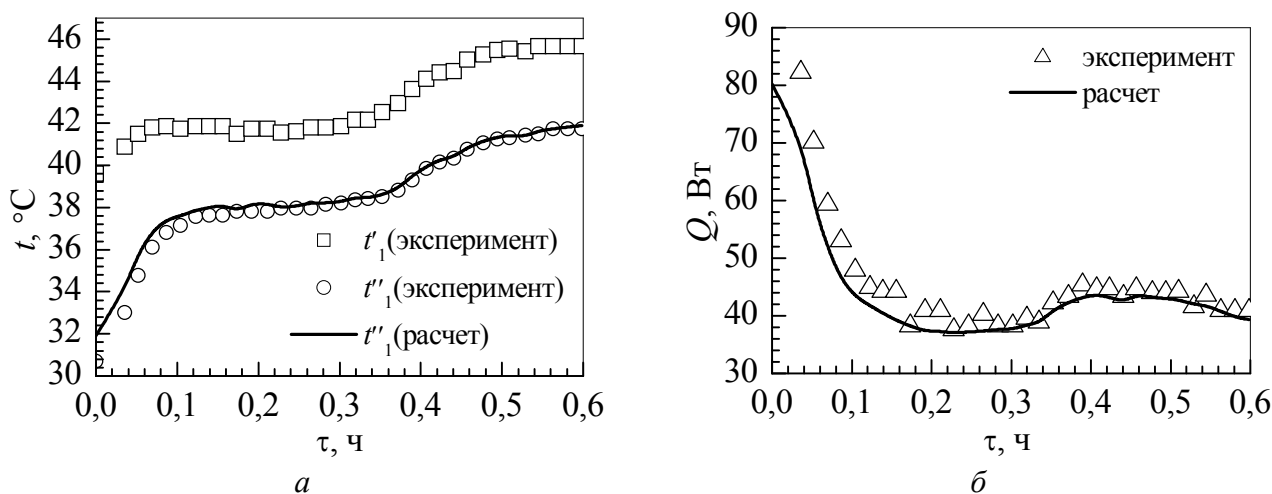 46
44
42
40
38
36
34
32
30
t, °C
t′₁(эксперимент)
t″₁(эксперимент)
t″₁(расчет)
0,0 0,1 0,2 0,3 0,4 0,5 0,6
τ, ч
а
90
80
70
60
50
40
30
Q, Вт
эксперимент
расчет
0,0 0,1 0,2 0,3 0,4 0,5 0,6
τ, ч
б